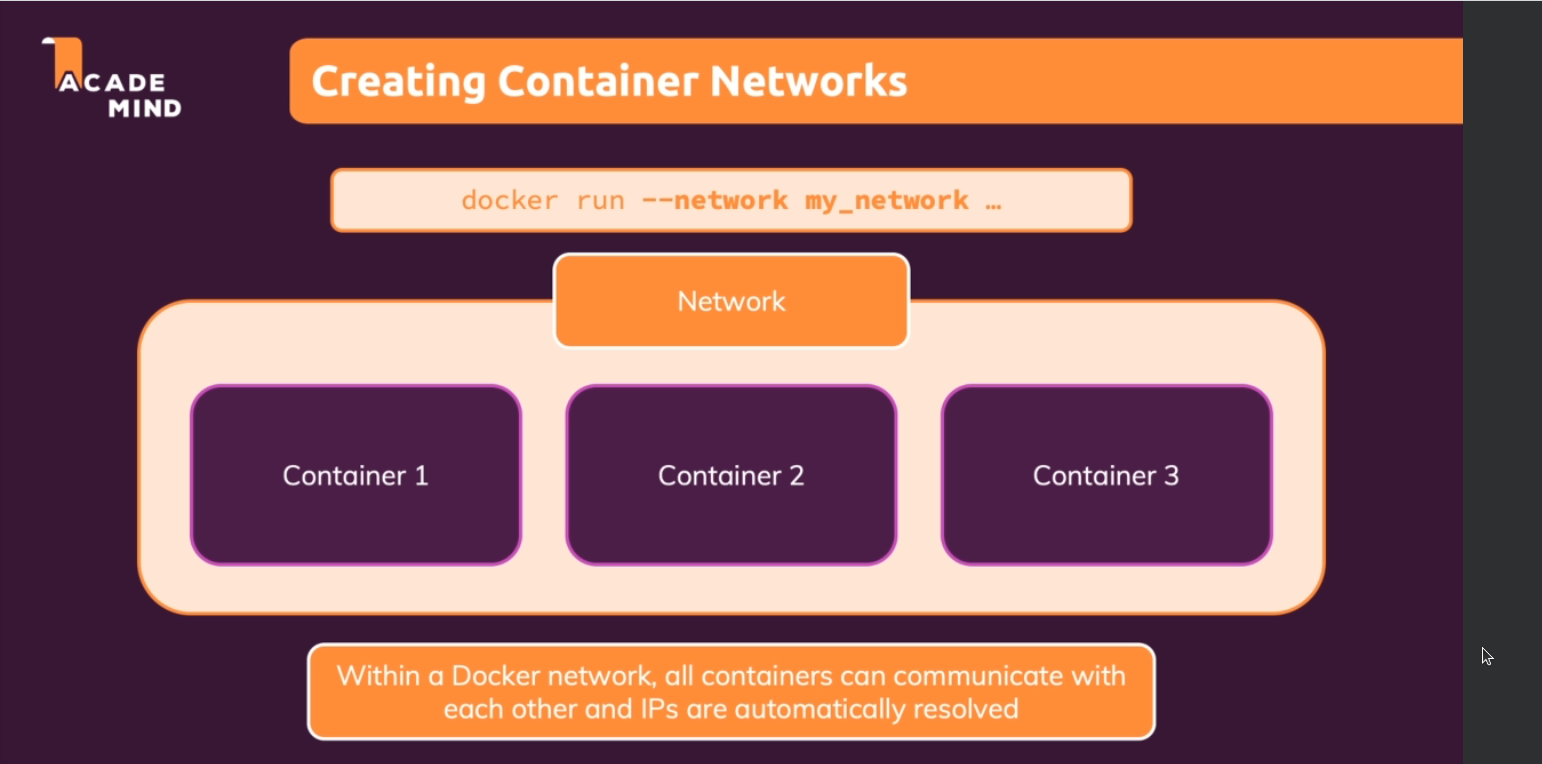 ACADE
MIND
Creating Container Networks
docker run --network my_network …
Network
Container 1
Container 2
Container 3
Within a Docker network, all containers can communicate with
each other and IPs are automatically resolved